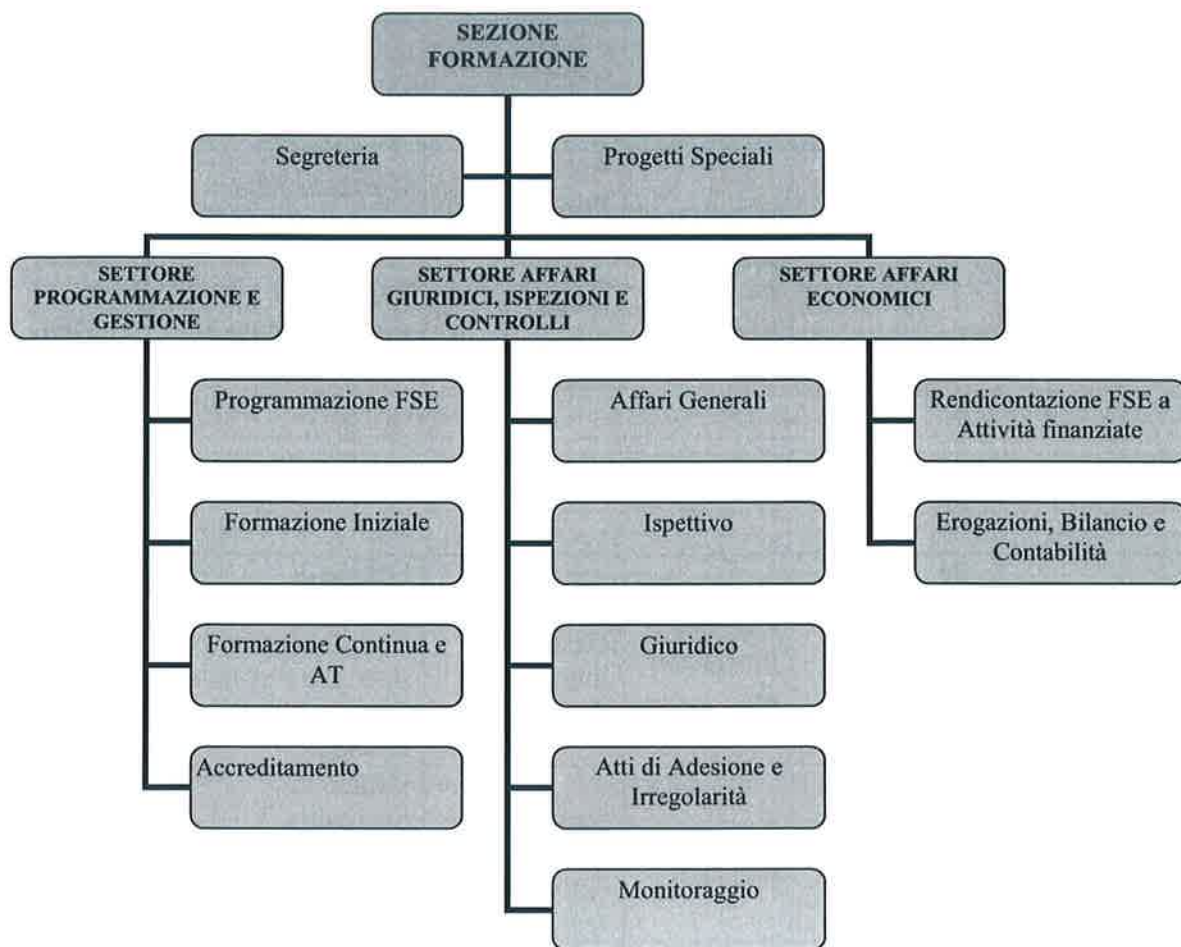 SEZIONE
FORMAZIONE
Segreteria
Progetti Speciali
SETTORE
PROGRAMMAZIONE E
GESTIONE
SETTORE AFFARI
GIURIDICI, ISPEZIONI E
CONTROLLI
SETTORE AFFARI
ECONOMICI
Programmazione FSE
Formazione Iniziale
Formazione Continua e
AT
Accreditamento
Affari Generali
Ispettivo
Giuridico
Atti di Adesione e
Irregolarità
Monitoraggio
Rendicontazione FSE a
Attività finanziate
Erogazioni, Bilancio e
Contabilità